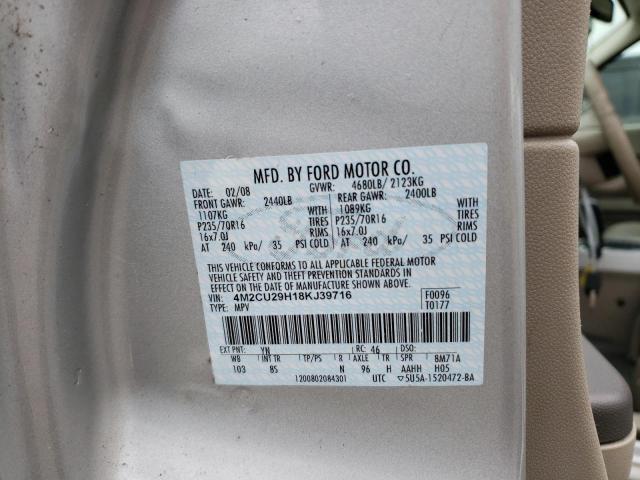 MFD. BY FORD MOTOR CO.
DATE: 02/08 GVWR: 4680LB/ 2123KG
FRONT GAWR: 2440LB REAR GAWR: 2400LB
1107KG WITH 1089KG WITH
P235/70R16 TIRES P235/70R16 TIRES
16x7.0J RIMS 16x7.0J RIMS
AT 240 kPa/ 35 PSI COLD AT 240 kPa/ 35 PSI COLD
THIS VEHICLE CONFORMS TO ALL APPLICABLE FEDERAL MOTOR
VEHICLE SAFETY AND THEFT PREVENTION STANDARDS IN
EFFECT ON THE DATE OF MANUFACTURE SHOWN ABOVE.
VIN: 4M2CU29H18KJ39716 F0096
TYPE: MPV T0177
EXT PNT: YN RC: 46
WB INT TR TP/PS R AXLE TR SPR 8M71A
103 8S N 96 H AAHH H05
1200802084301 UTC ▽5U5A-1520472-BA